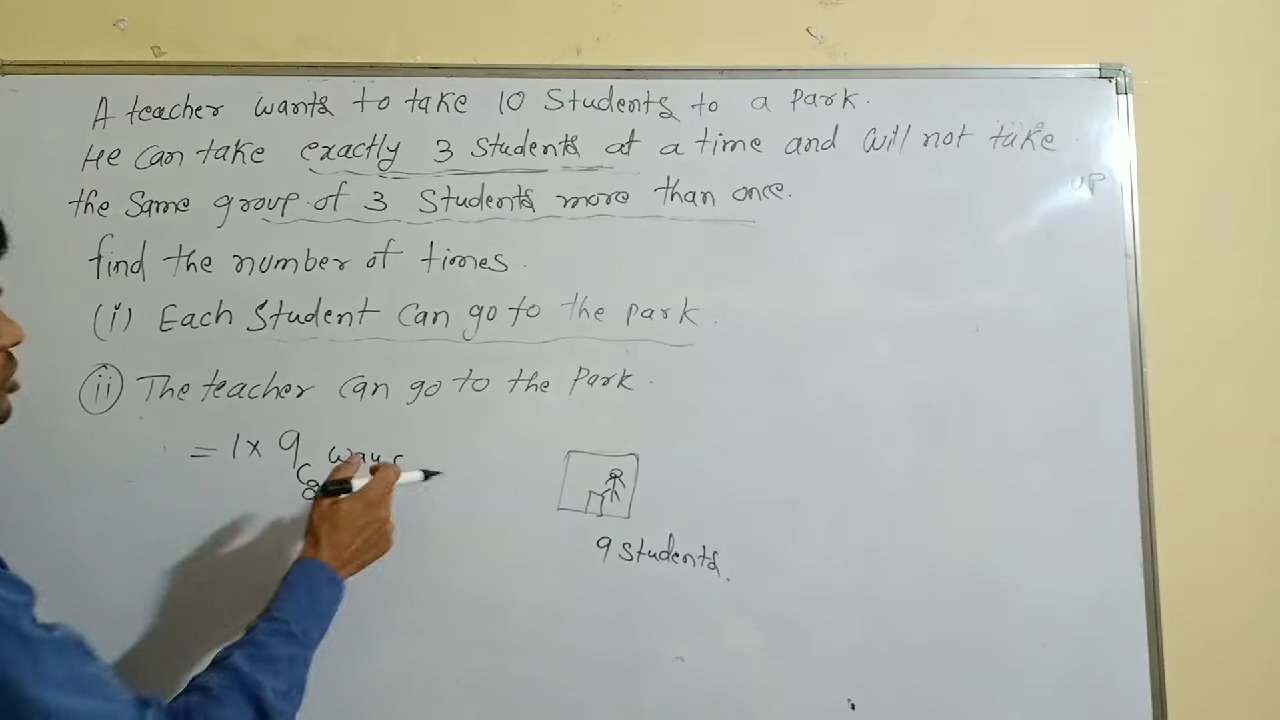 A teacher wants to take 10 Students to a park.
He can take exactly 3 students at a time and will not take
the same group of 3 students more than once.
find the number of times.
(i) Each student can go to the park.
(ii) The teacher can go to the Park.
= 1 x 9
C
ways
9 students.
UP